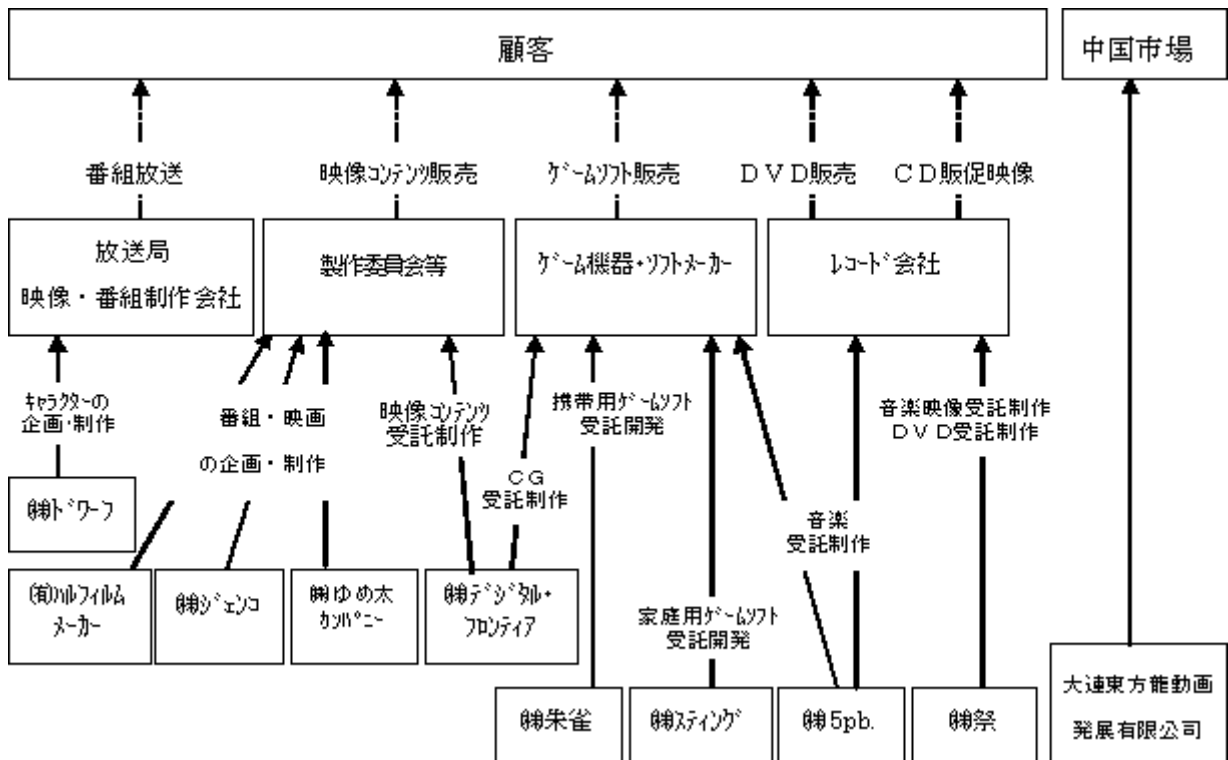 顧客
中国市場
番組放送
映像ｺﾝﾃﾝﾂ販売
ｹﾞｰﾑｿﾌﾄ販売
ＤＶＤ販売
ＣＤ販促映像
放送局
映像・番組制作会社
製作委員会等
ｹﾞｰﾑ機器・ｿﾌﾄﾒｰｶｰ
ﾚｺｰﾄﾞ会社
ｷｬﾗｸﾀｰの
企画・制作
番組・映画
の企画・制作
映像ｺﾝﾃﾝﾂ
受託制作
ＣＧ
受託制作
携帯用ｹﾞｰﾑｿﾌﾄ
受託開発
音楽
受託制作
音楽映像受託制作
ＤＶＤ受託制作
家庭用ｹﾞｰﾑｿﾌﾄ
受託開発
㈱ﾄﾞﾜｰﾌ
㈲ﾊﾙﾌｨﾙﾑ
ﾒｰｶｰ
㈱ｼﾞｪﾝｺ
㈱ゆめ太
ｶﾝﾊﾟﾆｰ
㈱ﾃﾞｼﾞﾀﾙ・
ﾌﾛﾝﾃｨｱ
㈱朱雀
㈱ｽﾃｨﾝｸﾞ
㈱5pb.
㈱祭
大連東方龍動画
発展有限公司